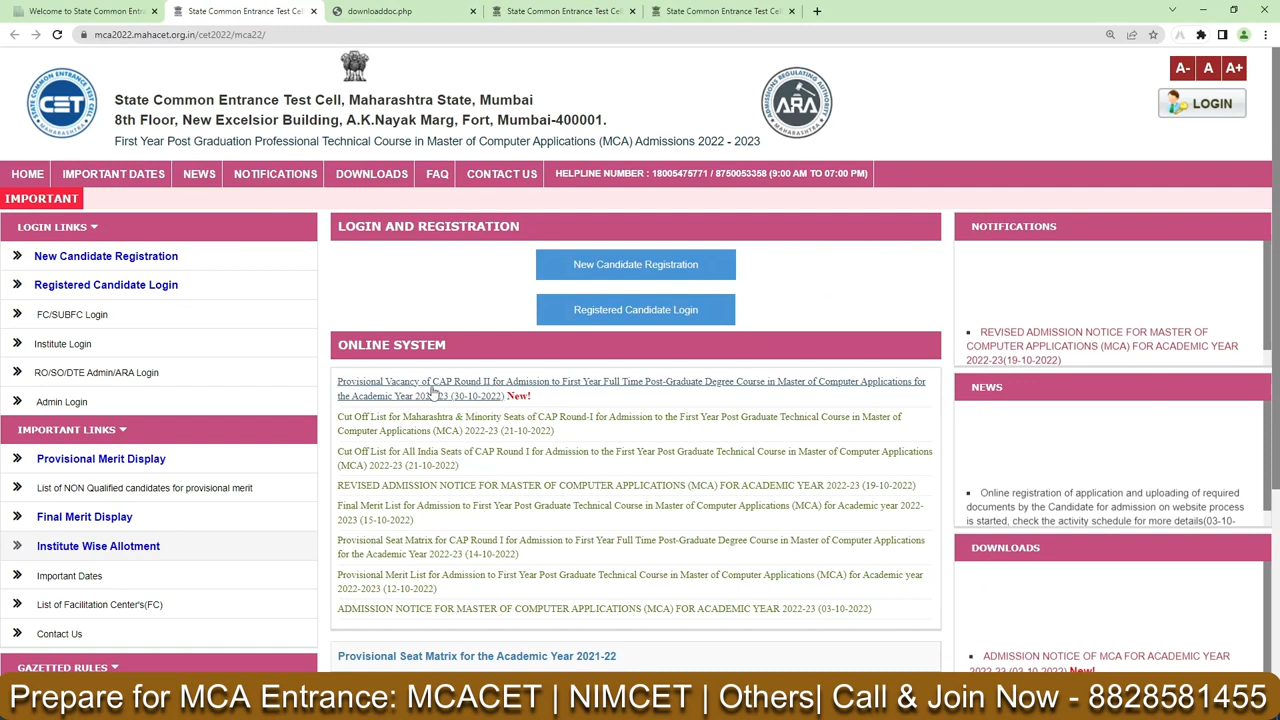 Welcome to State Common Entranc
State Common Entrance Test Cell,
downloaddoc.php
State Common Entrance Test Cell,
State Common Entrance Test Cell,
mca2022.mahacet.org.in/cet2022/mca22/
A- A A+
LOGIN
CET
ARA
State Common Entrance Test Cell, Maharashtra State, Mumbai
8th Floor, New Excelsior Building, A.K.Nayak Marg, Fort, Mumbai-400001.
First Year Post Graduation Professional Technical Course in Master of Computer Applications (MCA) Admissions 2022 - 2023
HOME IMPORTANT DATES NEWS NOTIFICATIONS DOWNLOADS FAQ CONTACT US HELPLINE NUMBER : 18005475771 / 8750053358 (9:00 AM TO 07:00 PM)
IMPORTANT
LOGIN LINKS
New Candidate Registration
Registered Candidate Login
FC/SUBFC Login
Institute Login
RO/SO/DTE Admin/ARA Login
Admin Login
IMPORTANT LINKS
Provisional Merit Display
List of NON Qualified candidates for provisional merit
Final Merit Display
Institute Wise Allotment
Important Dates
List of Facilitation Center's(FC)
Contact Us
GAZETTED RULES
LOGIN AND REGISTRATION
New Candidate Registration
Registered Candidate Login
ONLINE SYSTEM
Provisional Vacancy of CAP Round II for Admission to First Year Full Time Post-Graduate Degree Course in Master of Computer Applications for
the Academic Year 2022-23 (30-10-2022) New!
Cut Off List for Maharashtra & Minority Seats of CAP Round-I for Admission to the First Year Post Graduate Technical Course in Master of
Computer Applications (MCA) 2022-23 (21-10-2022)
Cut Off List for All India Seats of CAP Round I for Admission to the First Year Post Graduate Technical Course in Master of Computer Applications
(MCA) 2022-23 (21-10-2022)
REVISED ADMISSION NOTICE FOR MASTER OF COMPUTER APPLICATIONS (MCA) FOR ACADEMIC YEAR 2022-23 (19-10-2022)
Final Merit List for Admission to First Year Post Graduate Technical Course in Master of Computer Applications (MCA) for Academic year 2022-
2023 (15-10-2022)
Provisional Seat Matrix for CAP Round I for Admission to First Year Full Time Post-Graduate Degree Course in Master of Computer Applications
for the Academic Year 2022-23 (14-10-2022)
Provisional Merit List for Admission to First Year Post Graduate Technical Course in Master of Computer Applications (MCA) for Academic year
2022-2023 (12-10-2022)
ADMISSION NOTICE FOR MASTER OF COMPUTER APPLICATIONS (MCA) FOR ACADEMIC YEAR 2022-23 (03-10-2022)
Provisional Seat Matrix for the Academic Year 2021-22
NOTIFICATIONS
REVISED ADMISSION NOTICE FOR MASTER OF
COMPUTER APPLICATIONS (MCA) FOR ACADEMIC YEAR
2022-23(19-10-2022)
NEWS
Online registration of application and uploading of required
documents by the Candidate for admission on website process
is started, check the activity schedule for more details(03-10-
DOWNLOADS
ADMISSION NOTICE OF MCA FOR ACADEMIC YEAR
2022-23 (03-10-2022) New!
Prepare for MCA Entrance: MCACET | NIMCET | Others| Call & Join Now - 8828581455